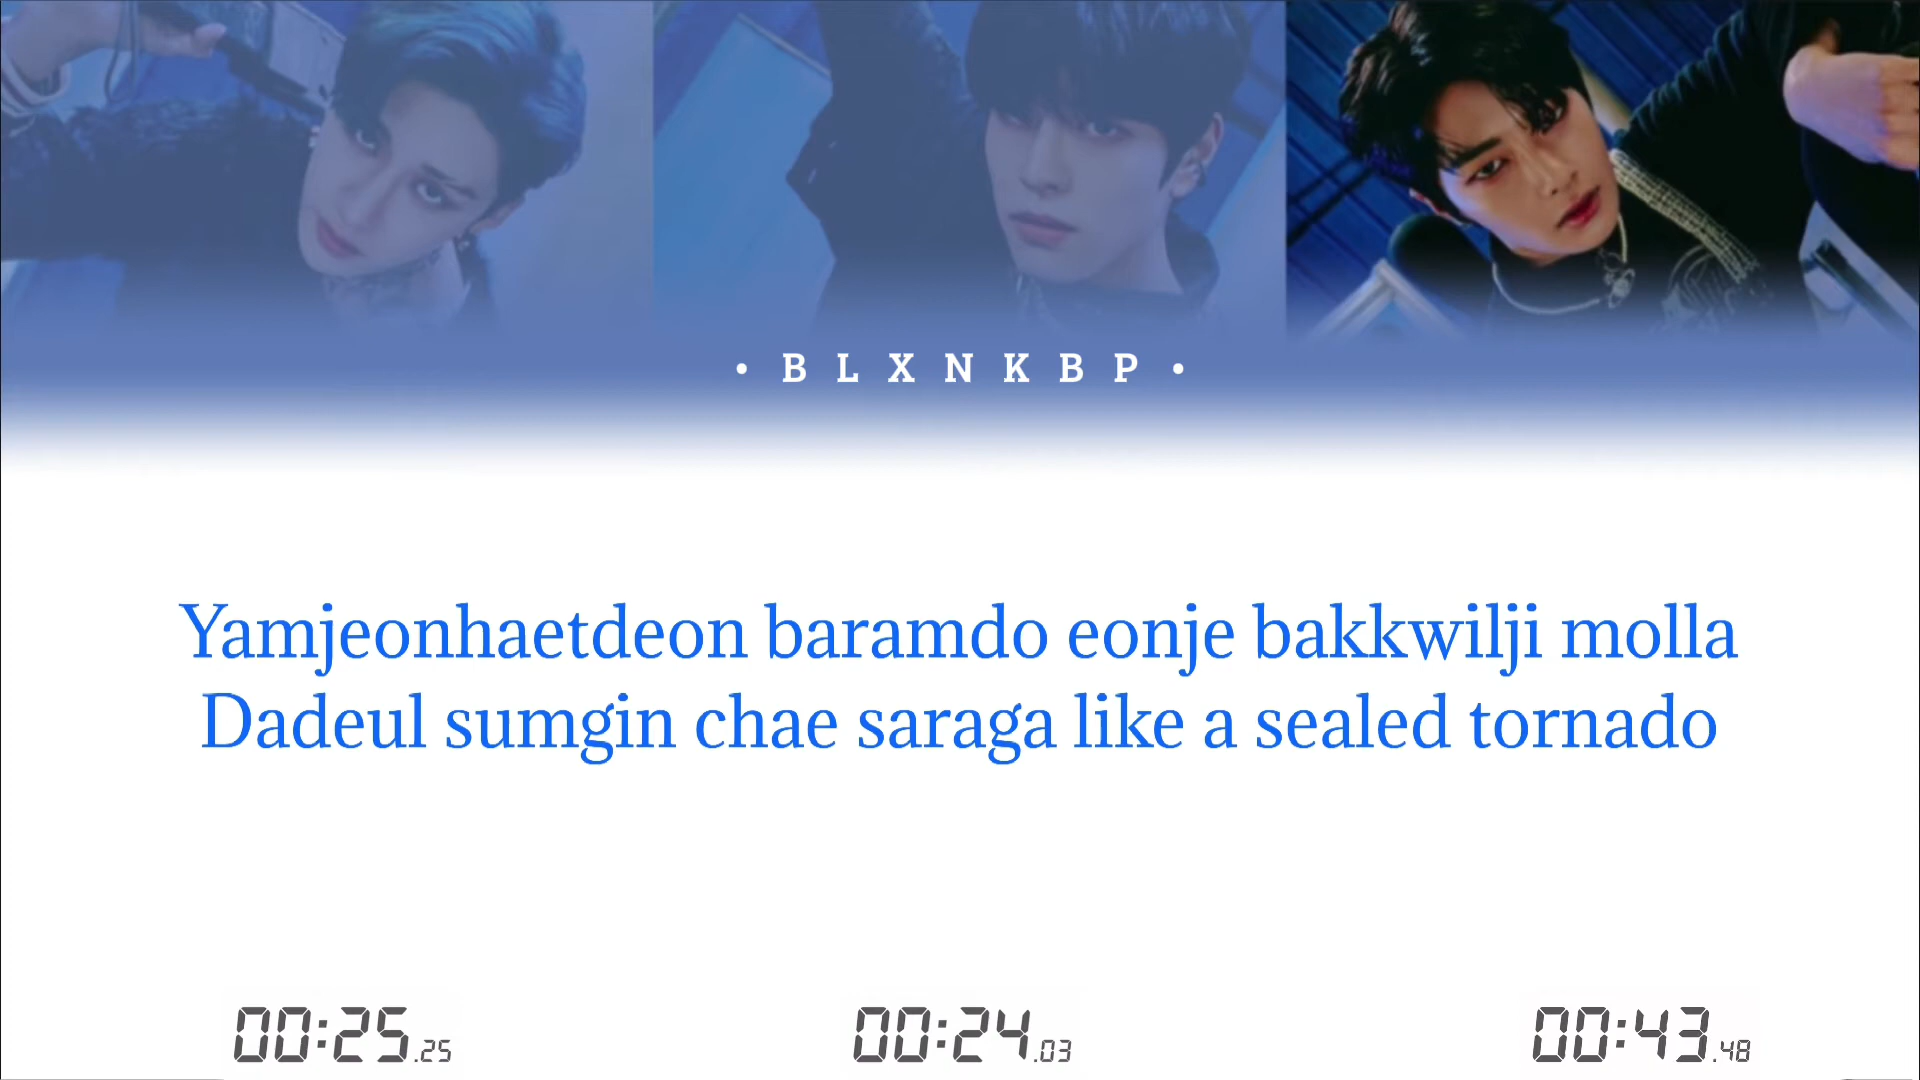 • B L X N K B P •
Yamjeonhaetdeon baramdo eonje bakkwilji molla
Dadeul sumgin chae saraga like a sealed tornado
00:25.25 00:24.03 00:43.48